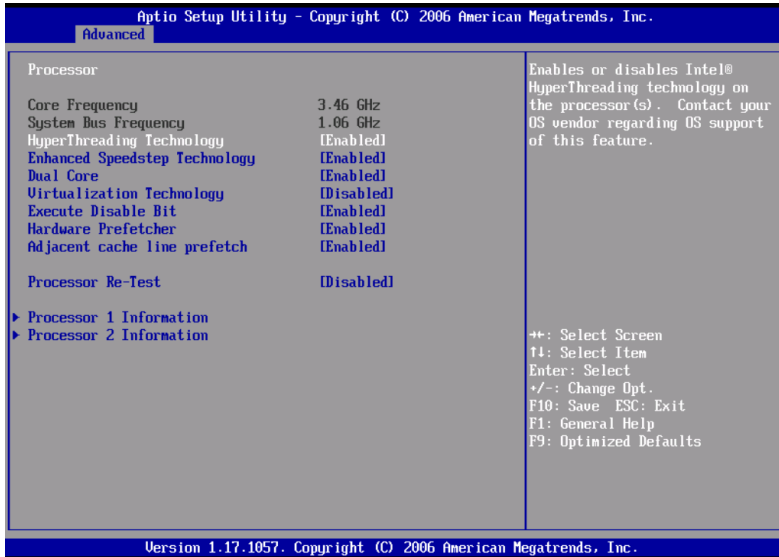 Aptio Setup Utility - Copyright (C) 2006 American Megatrends, Inc.
Advanced
Processor
Core Frequency 3.46 GHz
System Bus Frequency 1.06 GHz
HyperThreading Technology [Enabled]
Enhanced Speedstep Technology [Enabled]
Dual Core [Enabled]
Virtualization Technology [Disabled]
Execute Disable Bit [Enabled]
Hardware Prefetcher [Enabled]
Adjacent cache line prefetch [Enabled]
Processor Re-Test [Disabled]
Processor 1 Information
Processor 2 Information
Enables or disables Intel®
HyperThreading technology on
the processor(s). Contact your
OS vendor regarding OS support
of this feature.
→←: Select Screen
↑↓: Select Item
Enter: Select
+/-: Change Opt.
F10: Save ESC: Exit
F1: General Help
F9: Optimized Defaults
Version 1.17.1057. Copyright (C) 2006 American Megatrends, Inc.